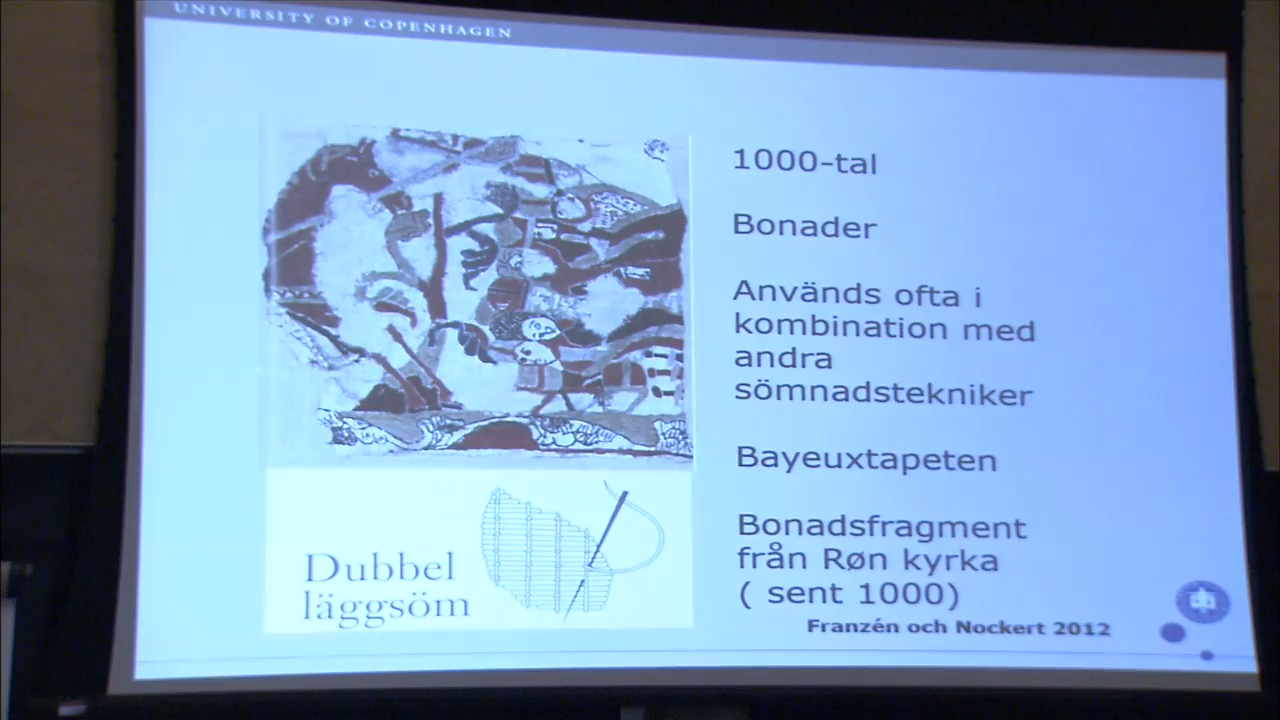 UNIVERSITY OF COPENHAGEN
1000-tal
Bonader
Används ofta i
kombination med
andra
sömnadstekniker
Bayeuxtapeten
Bonadsfragment
från Røn kyrka
( sent 1000)
Franzén och Nockert 2012
Dubbel
läggsöm